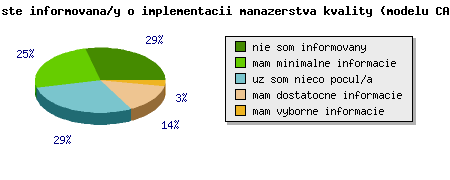 ste informovana/y o implementacii manazerstva kvality (modelu CA
29%
25%
3%
14%
29%
nie som informovany
mam minimalne informacie
uz som nieco pocul/a
mam dostatocne informacie
mam vyborne informacie